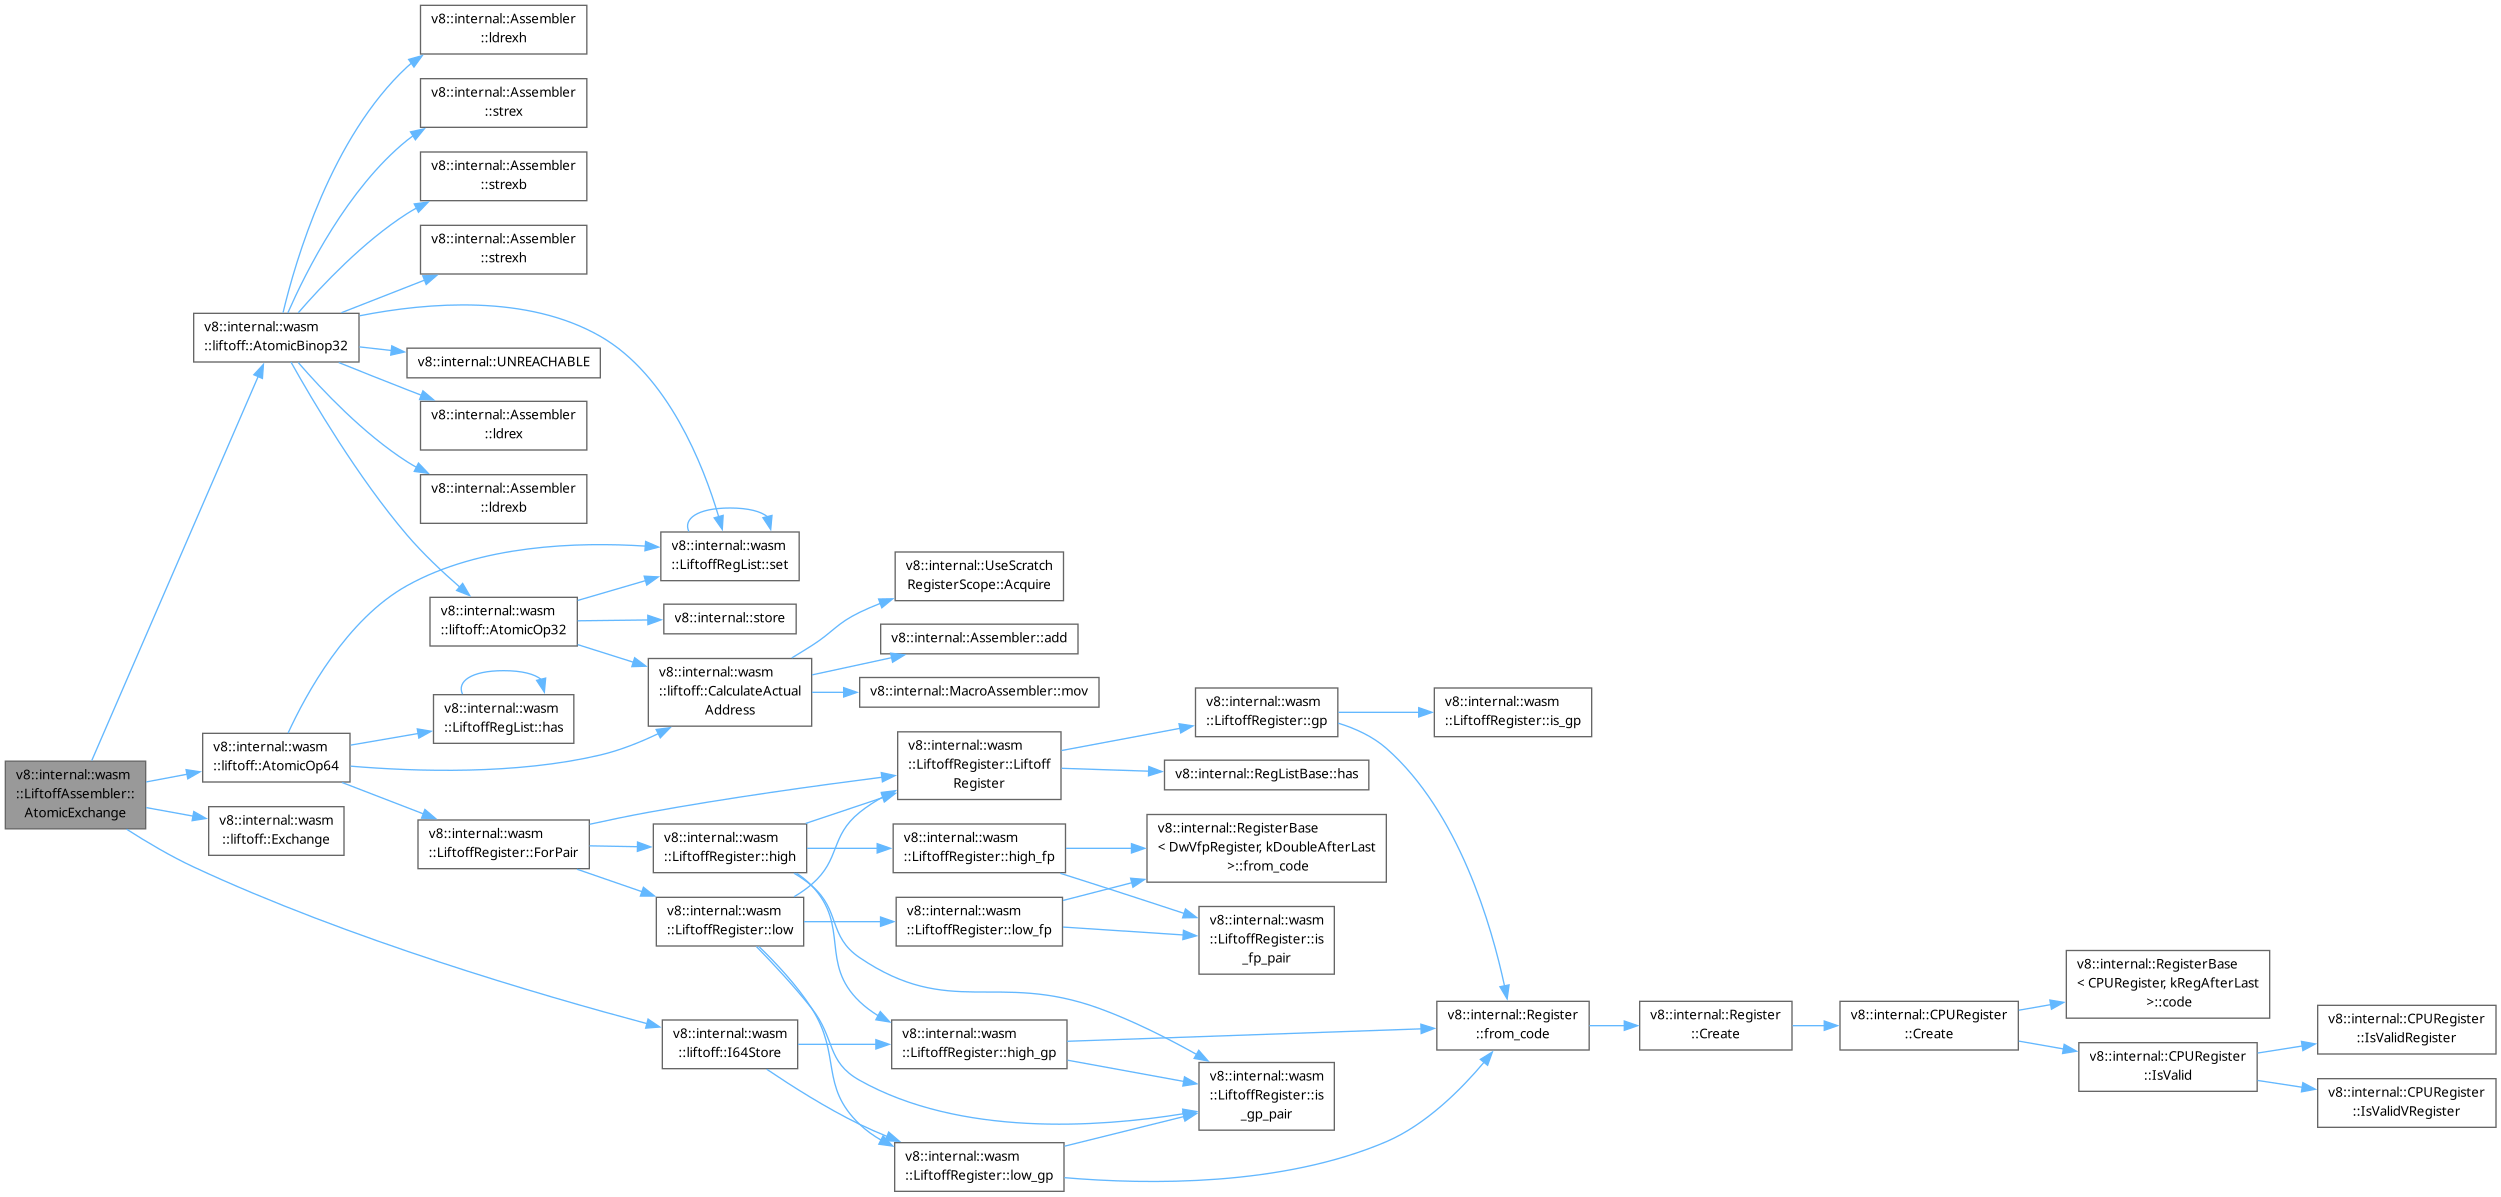 v8::internal::Assembler
::ldrexh
v8::internal::Assembler
::strex
v8::internal::Assembler
::strexb
v8::internal::Assembler
::strexh
v8::internal::wasm
::liftoff::AtomicBinop32
v8::internal::UNREACHABLE
v8::internal::Assembler
::ldrex
v8::internal::Assembler
::ldrexb
v8::internal::wasm
::LiftoffRegList::set
v8::internal::UseScratch
RegisterScope::Acquire
v8::internal::wasm
::liftoff::AtomicOp32
v8::internal::store
v8::internal::Assembler::add
v8::internal::wasm
::liftoff::CalculateActual
Address
v8::internal::MacroAssembler::mov
v8::internal::wasm
::LiftoffRegList::has
v8::internal::wasm
::LiftoffRegister::gp
v8::internal::wasm
::LiftoffRegister::is_gp
v8::internal::wasm
::liftoff::AtomicOp64
v8::internal::wasm
::LiftoffRegister::Liftoff
Register
v8::internal::RegListBase::has
v8::internal::wasm
::LiftoffAssembler::
AtomicExchange
v8::internal::wasm
::liftoff::Exchange
v8::internal::wasm
::LiftoffRegister::ForPair
v8::internal::wasm
::LiftoffRegister::high
v8::internal::wasm
::LiftoffRegister::high_fp
v8::internal::RegisterBase
< DwVfpRegister, kDoubleAfterLast
>::from_code
v8::internal::wasm
::LiftoffRegister::low
v8::internal::wasm
::LiftoffRegister::low_fp
v8::internal::wasm
::LiftoffRegister::is
_fp_pair
v8::internal::wasm
::liftoff::I64Store
v8::internal::wasm
::LiftoffRegister::high_gp
v8::internal::wasm
::LiftoffRegister::is
_gp_pair
v8::internal::wasm
::LiftoffRegister::low_gp
v8::internal::Register
::from_code
v8::internal::Register
::Create
v8::internal::CPURegister
::Create
v8::internal::RegisterBase
< CPURegister, kRegAfterLast
>::code
v8::internal::CPURegister
::IsValid
v8::internal::CPURegister
::IsValidRegister
v8::internal::CPURegister
::IsValidVRegister